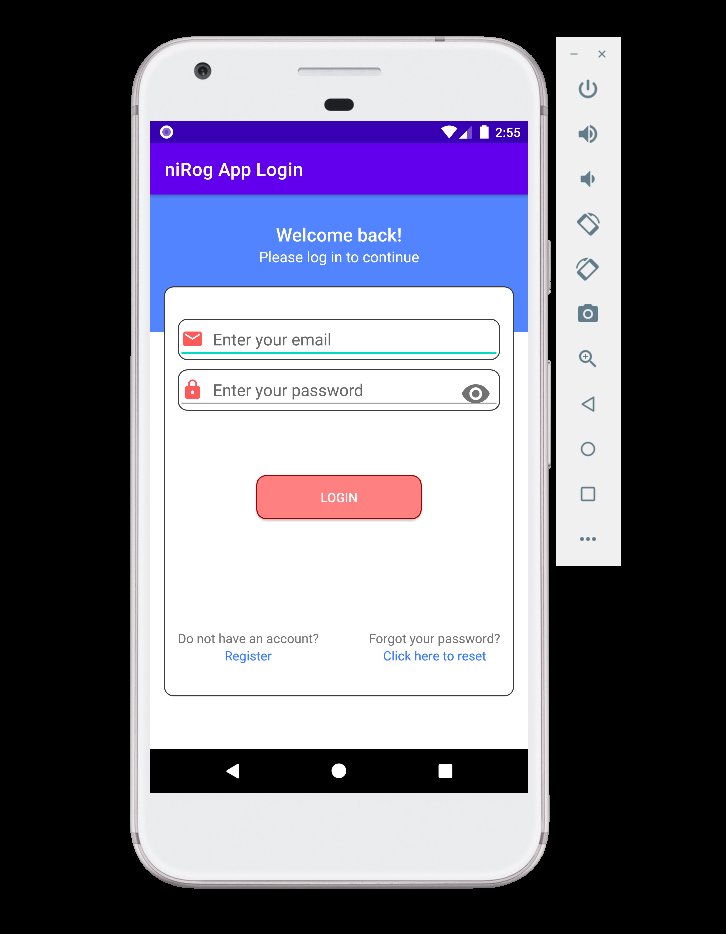 2:55
niRog App Login
Welcome back!
Please log in to continue
Enter your email
Enter your password
LOGIN
Do not have an account?
Register
Forgot your password?
Click here to reset